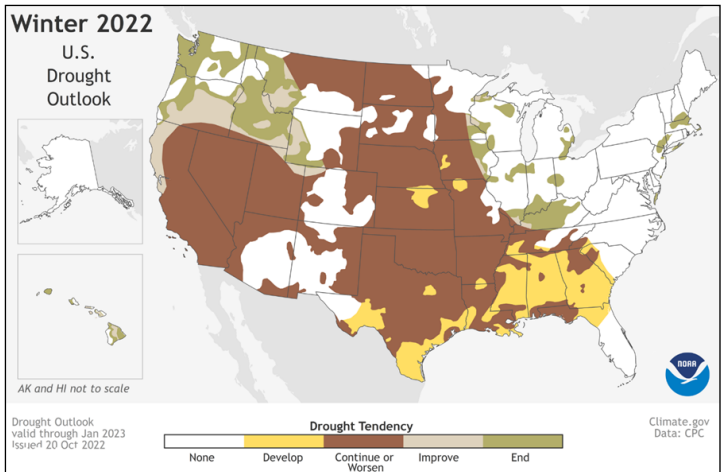 Winter 2022
U.S.
Drought
Outlook
AK and HI not to scale
NOAA
Drought Outlook
valid through Jan 2023
Issued 20 Oct 2022
Drought Tendency
None
Develop
Continue or
Worsen
Improve
End
Climate.gov
Data: CPC